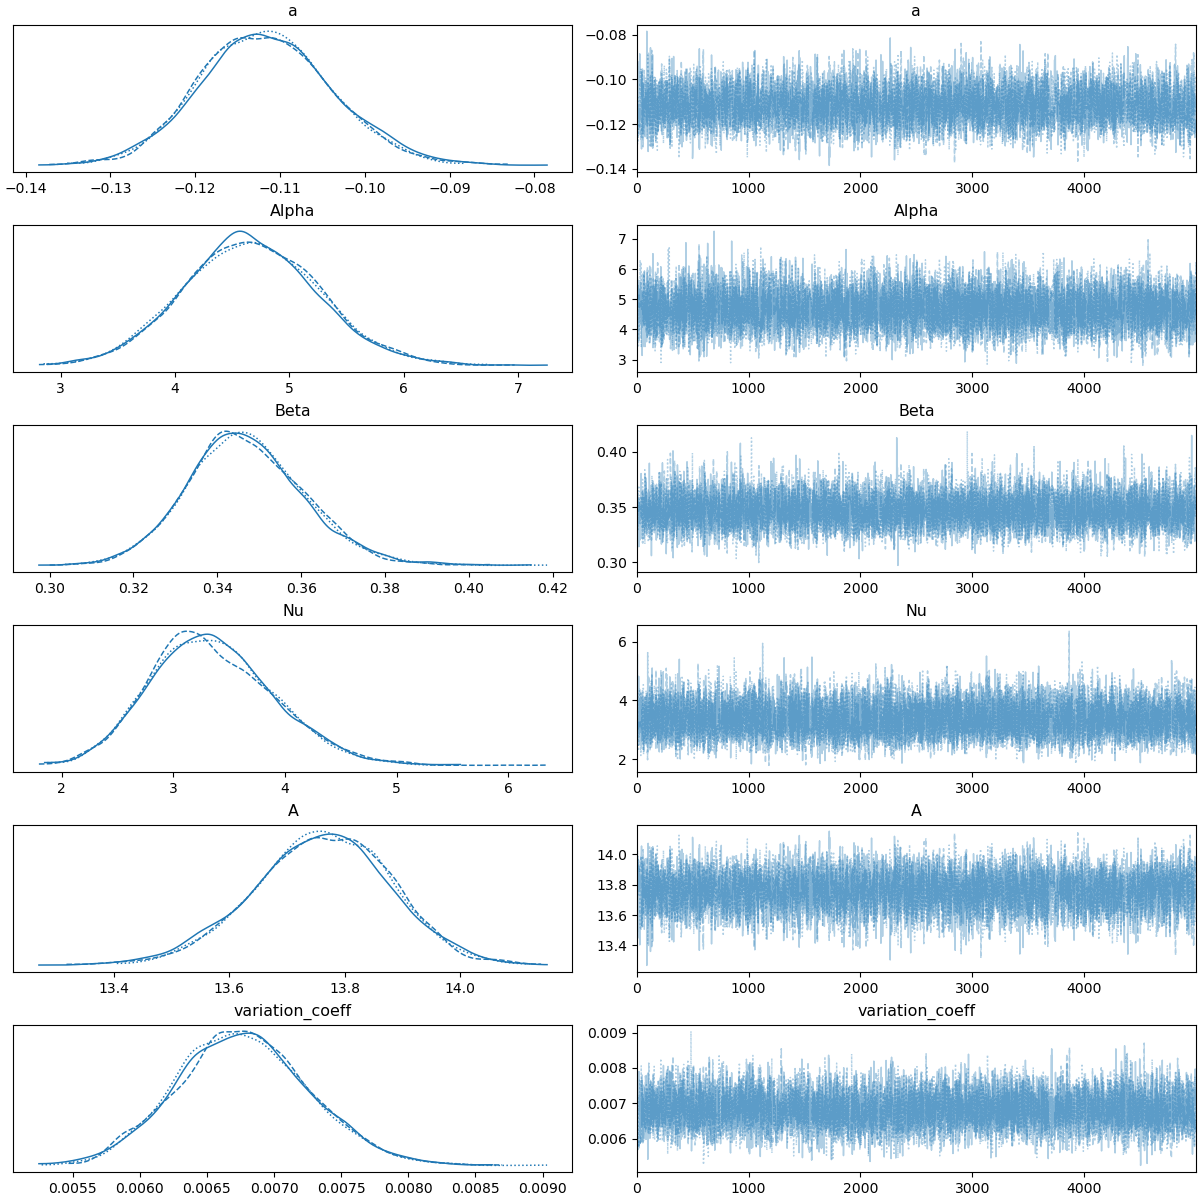 a
−0.14 −0.13 −0.12 −0.11 −0.10 −0.09 −0.08
a
−0.08
−0.10
−0.12
−0.14
0 1000 2000 3000 4000
Alpha
3 4 5 6 7
Alpha
7
6
5
4
3
0 1000 2000 3000 4000
Beta
0.30 0.32 0.34 0.36 0.38 0.40 0.42
Beta
0.40
0.35
0.30
0 1000 2000 3000 4000
Nu
2 3 4 5 6
Nu
6
4
2
0 1000 2000 3000 4000
A
13.4 13.6 13.8 14.0
A
14.0
13.8
13.6
13.4
0 1000 2000 3000 4000
variation_coeff
0.0055 0.0060 0.0065 0.0070 0.0075 0.0080 0.0085 0.0090
variation_coeff
0.009
0.008
0.007
0.006
0 1000 2000 3000 4000